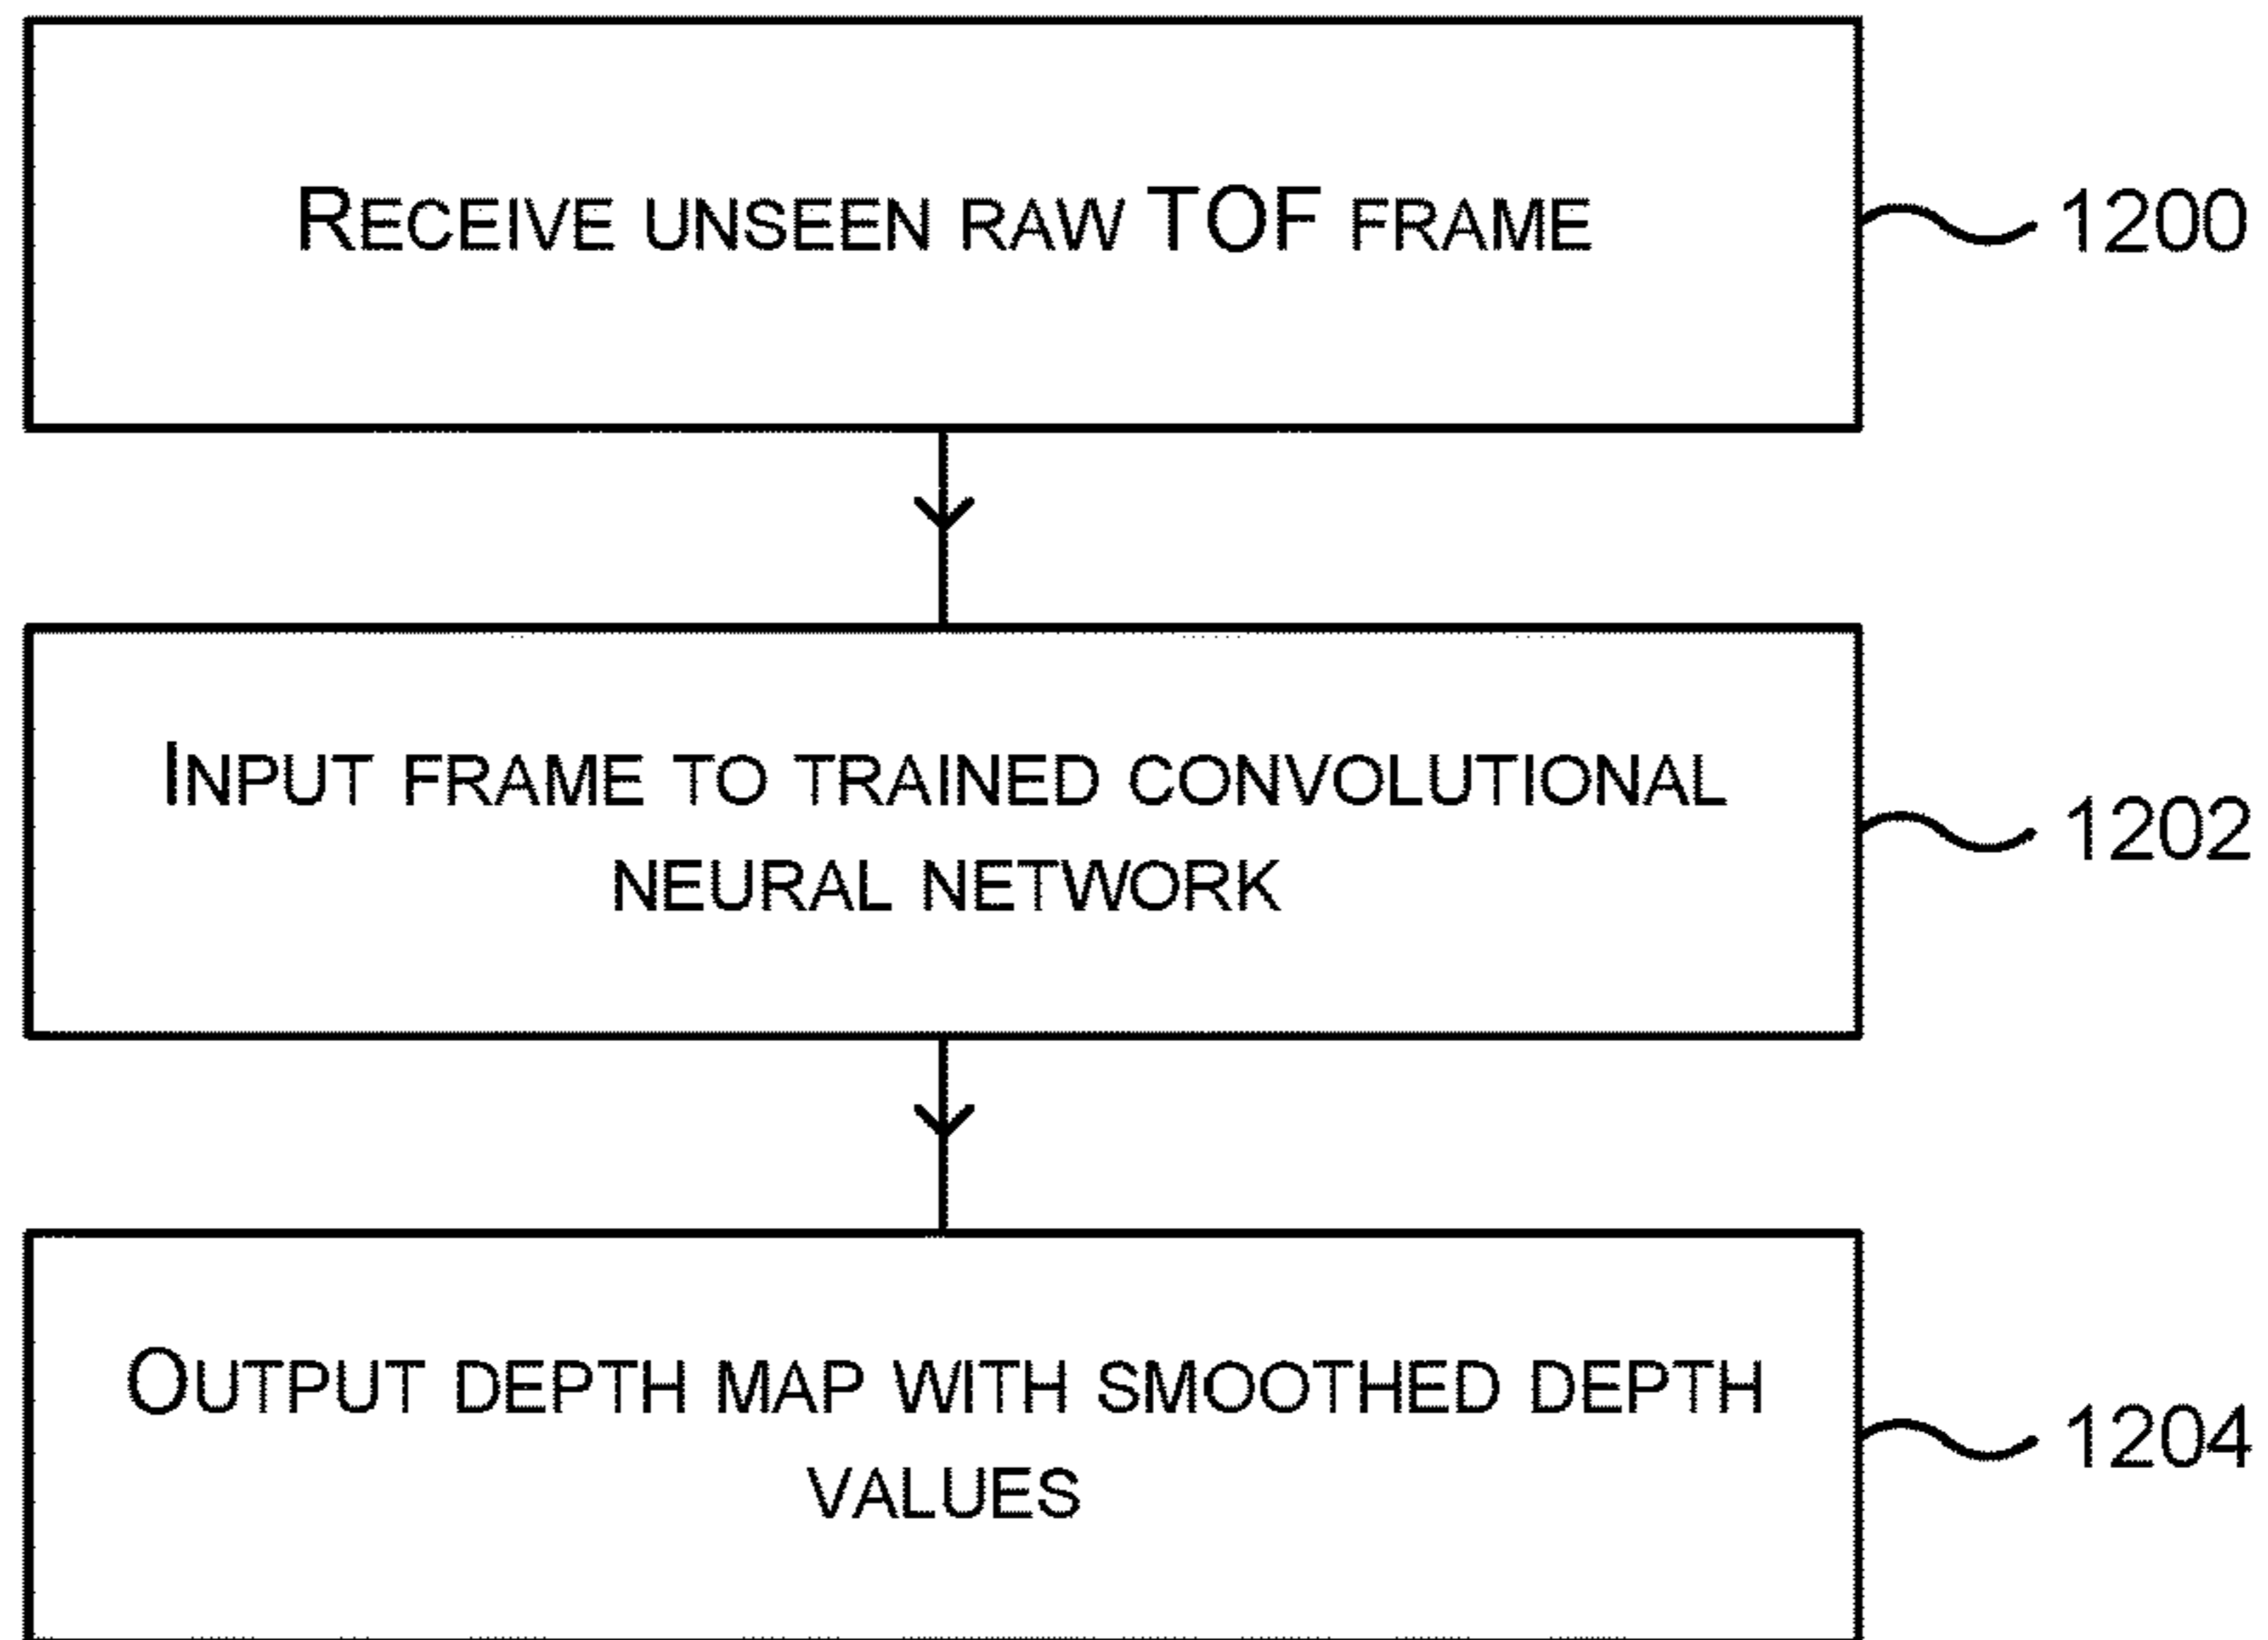 Receive unseen raw TOF frame
1200
Input frame to trained convolutional
neural network
1202
Output depth map with smoothed depth
values
1204